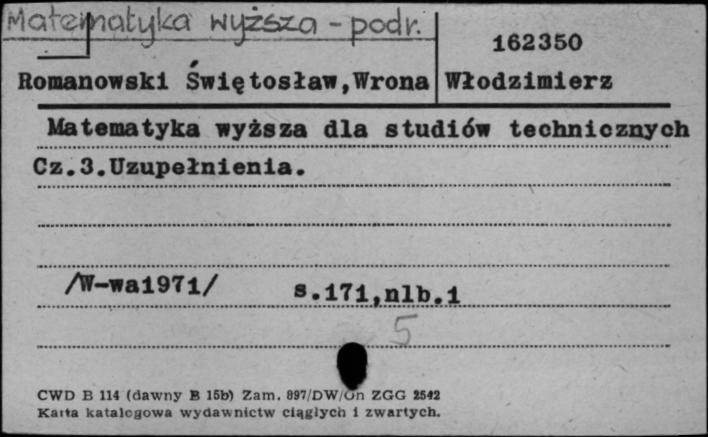 Matematyka wyższa - podr.
162350
Romanowski Świętosław,Wrona Włodzimierz
Matematyka wyższa dla studiów technicznych
Cz.3.Uzupełnienia.
/W-wa1971/ s.171,nlb.1
5
CWD B 114 (dawny B 15b) Zam. 897/DW/On ZGG 2542
Karta katalogowa wydawnictw ciągłych i zwartych.